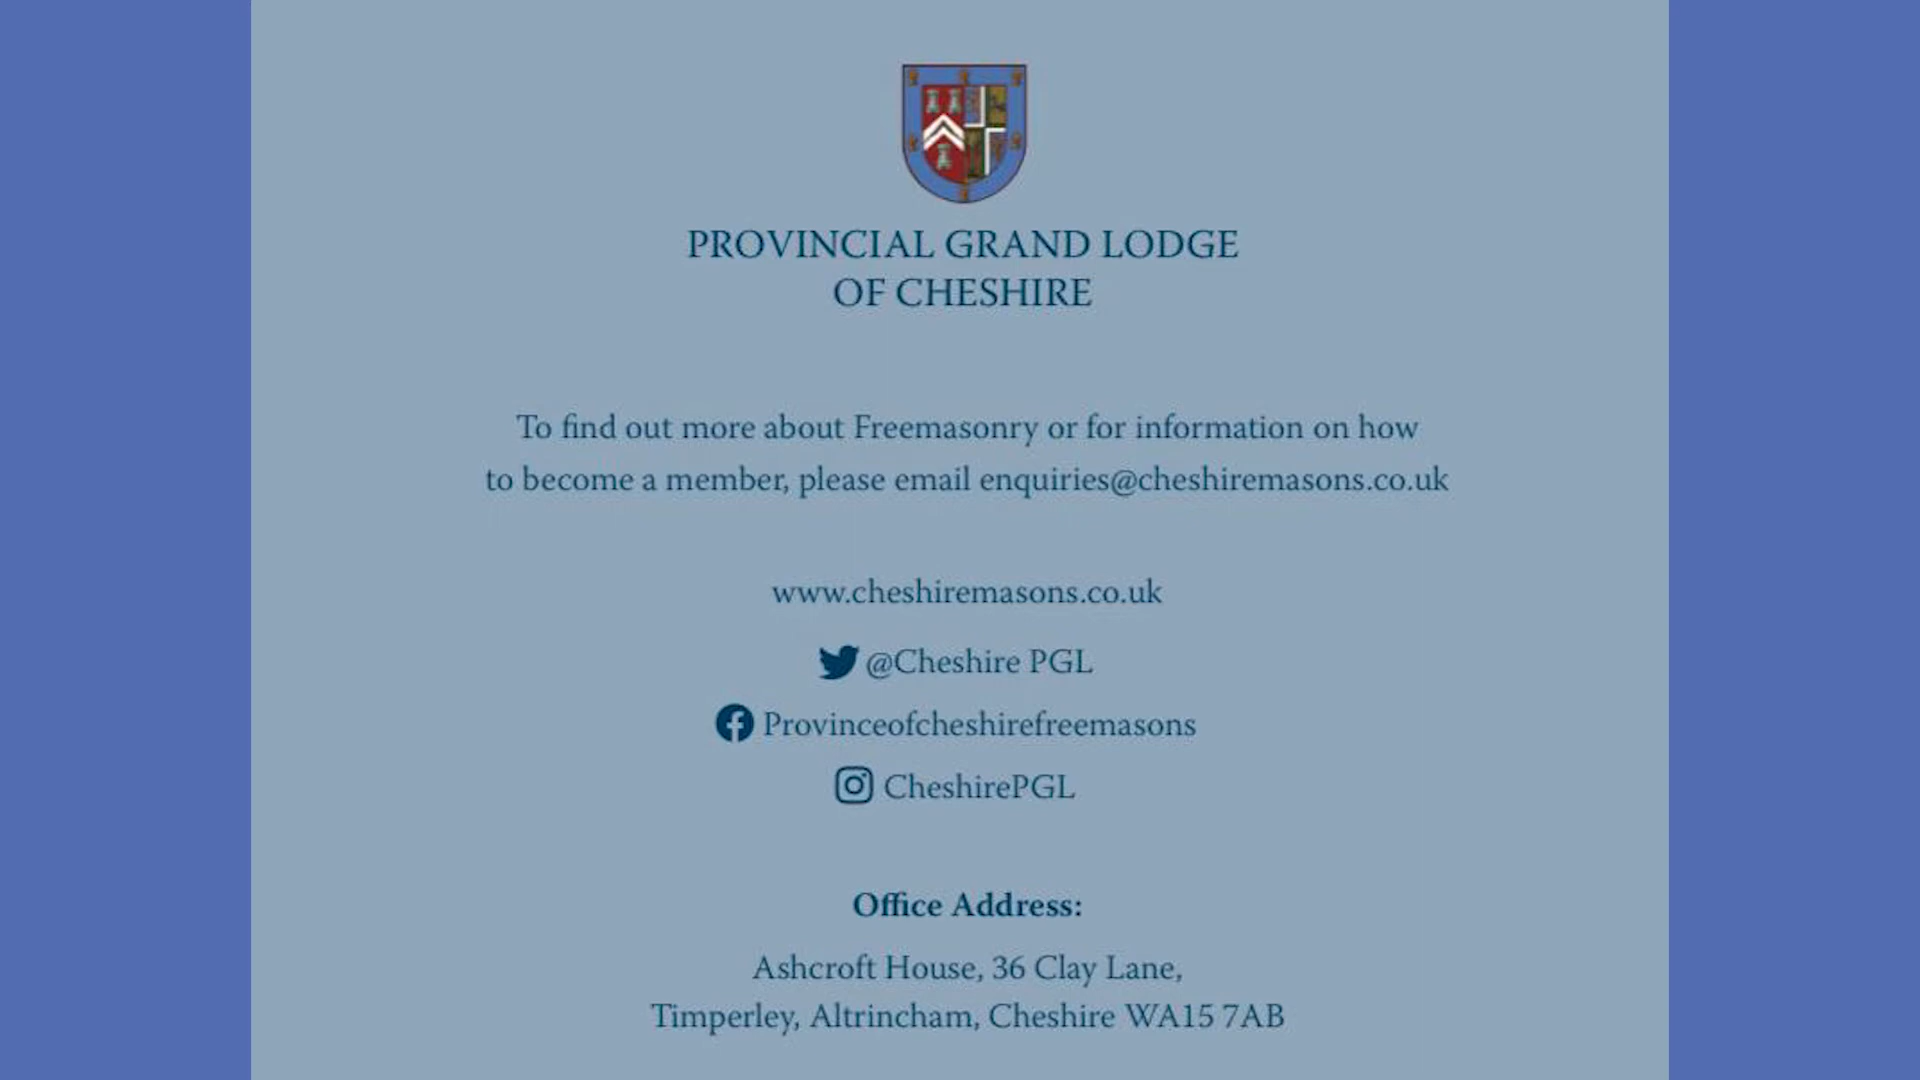 PROVINCIAL GRAND LODGE
OF CHESHIRE
To find out more about Freemasonry or for information on how
to become a member, please email enquiries@cheshiremasons.co.uk
www.cheshiremasons.co.uk
@Cheshire PGL
Provinceofcheshirefreemasons
CheshirePGL
Office Address:
Ashcroft House, 36 Clay Lane,
Timperley, Altrincham, Cheshire WA15 7AB